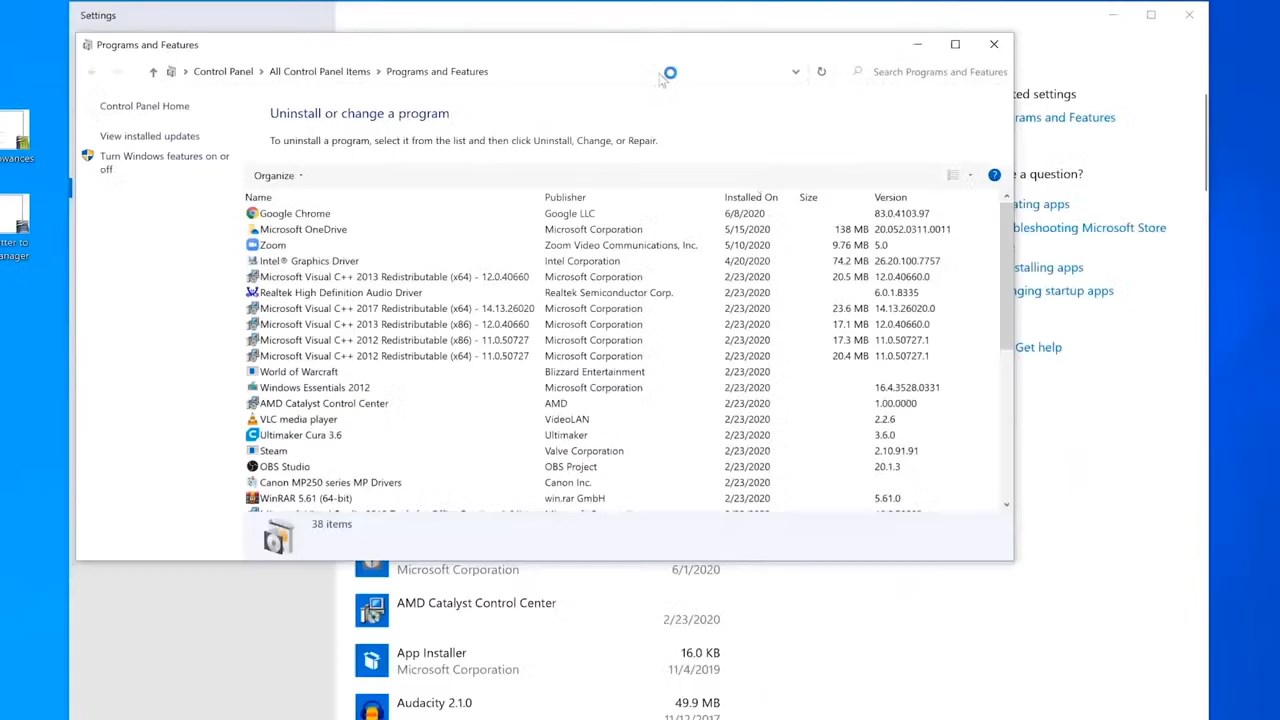 Settings
Programs and Features
Control Panel > All Control Panel Items > Programs and Features
Search Programs and Features
Control Panel Home
View installed updates
Turn Windows features on or
off
Uninstall or change a program
To uninstall a program, select it from the list and then click Uninstall, Change, or Repair.
Organize
Name Publisher Installed On Size Version
Google Chrome Google LLC 6/8/2020 83.0.4103.97
Microsoft OneDrive Microsoft Corporation 5/15/2020 138 MB 20.052.0311.0011
Zoom Zoom Video Communications, Inc. 5/10/2020 9.76 MB 5.0
Intel® Graphics Driver Intel Corporation 4/20/2020 74.2 MB 26.20.100.7757
Microsoft Visual C++ 2013 Redistributable (x64) - 12.0.40660 Microsoft Corporation 2/23/2020 20.5 MB 12.0.40660.0
Realtek High Definition Audio Driver Realtek Semiconductor Corp. 2/23/2020 6.0.1.8335
Microsoft Visual C++ 2017 Redistributable (x64) - 14.13.26020 Microsoft Corporation 2/23/2020 23.6 MB 14.13.26020.0
Microsoft Visual C++ 2013 Redistributable (x86) - 12.0.40660 Microsoft Corporation 2/23/2020 17.1 MB 12.0.40660.0
Microsoft Visual C++ 2012 Redistributable (x86) - 11.0.50727 Microsoft Corporation 2/23/2020 17.3 MB 11.0.50727.1
Microsoft Visual C++ 2012 Redistributable (x64) - 11.0.50727 Microsoft Corporation 2/23/2020 20.4 MB 11.0.50727.1
World of Warcraft Blizzard Entertainment 2/23/2020
Windows Essentials 2012 Microsoft Corporation 2/23/2020 16.4.3528.0331
AMD Catalyst Control Center AMD 2/23/2020 1.00.0000
VLC media player VideoLAN 2/23/2020 2.2.6
Ultimaker Cura 3.6 Ultimaker 2/23/2020 3.6.0
Steam Valve Corporation 2/23/2020 2.10.91.91
OBS Studio OBS Project 2/23/2020 20.1.3
Canon MP250 series MP Drivers Canon Inc. 2/23/2020
WinRAR 5.61 (64-bit) win.rar GmbH 2/23/2020 5.61.0
38 items
ted settings
rams and Features
e a question?
ating apps
bleshooting Microsoft Store
stalling apps
nging startup apps
Get help
Microsoft Corporation 6/1/2020
AMD Catalyst Control Center
2/23/2020
App Installer 16.0 KB
Microsoft Corporation 11/4/2019
Audacity 2.1.0 49.9 MB
11/12/2017
owances
tter to
anager